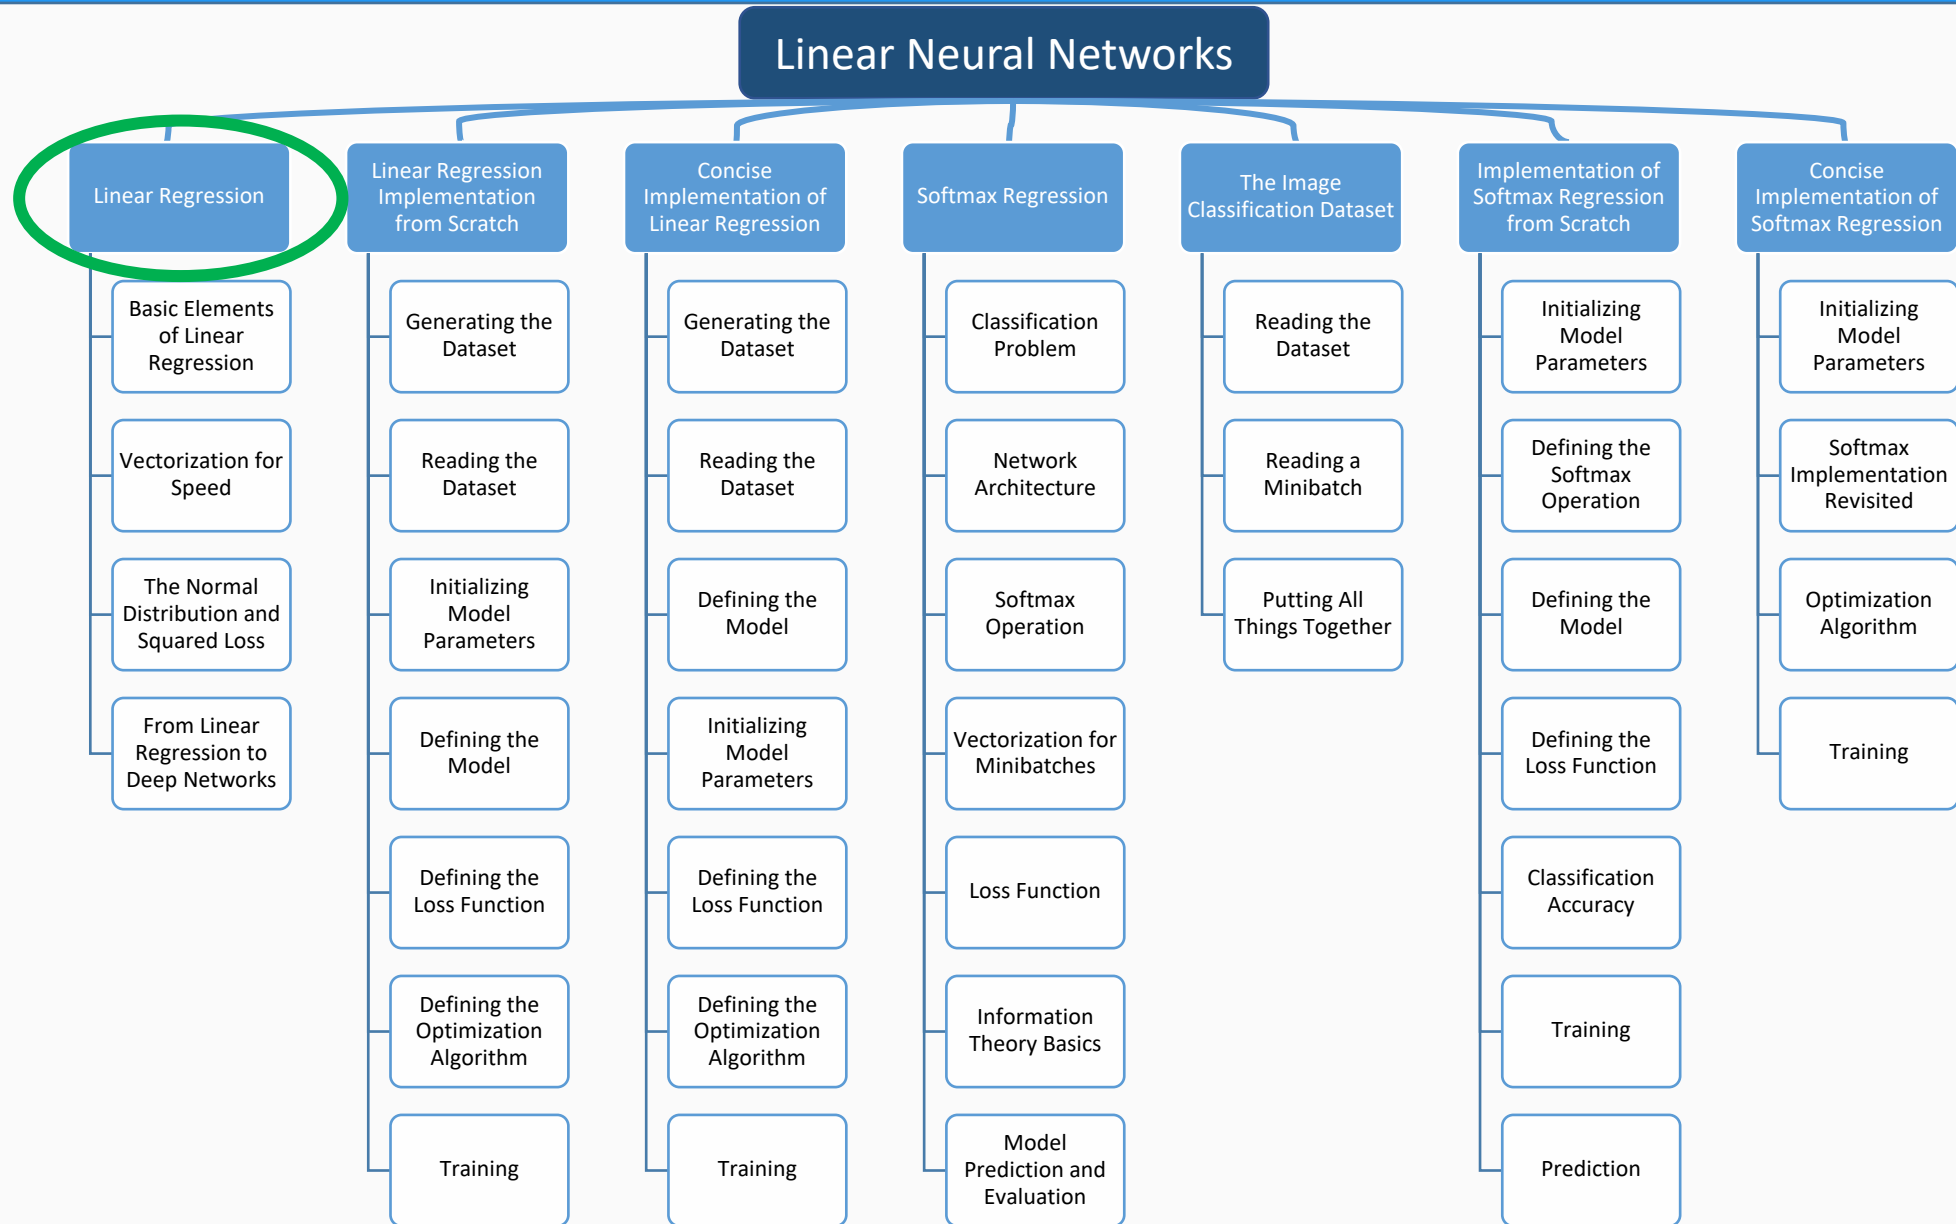 Linear Neural Networks
Linear Regression
Basic Elements
of Linear
Regression
Vectorization for
Speed
The Normal
Distribution and
Squared Loss
From Linear
Regression to
Deep Networks
Linear Regression
Implementation
from Scratch
Generating the
Dataset
Reading the
Dataset
Initializing
Model
Parameters
Defining the
Model
Defining the
Loss Function
Defining the
Optimization
Algorithm
Training
Concise
Implementation of
Linear Regression
Generating the
Dataset
Reading the
Dataset
Defining the
Model
Initializing
Model
Parameters
Defining the
Loss Function
Defining the
Optimization
Algorithm
Training
Softmax Regression
Classification
Problem
Network
Architecture
Softmax
Operation
Vectorization for
Minibatches
Loss Function
Information
Theory Basics
Model
Prediction and
Evaluation
The Image
Classification Dataset
Reading the
Dataset
Reading a
Minibatch
Putting All
Things Together
Implementation of
Softmax Regression
from Scratch
Initializing
Model
Parameters
Defining the
Softmax
Operation
Defining the
Model
Defining the
Loss Function
Classification
Accuracy
Training
Prediction
Concise
Implementation of
Softmax Regression
Initializing
Model
Parameters
Softmax
Implementation
Revisited
Optimization
Algorithm
Training